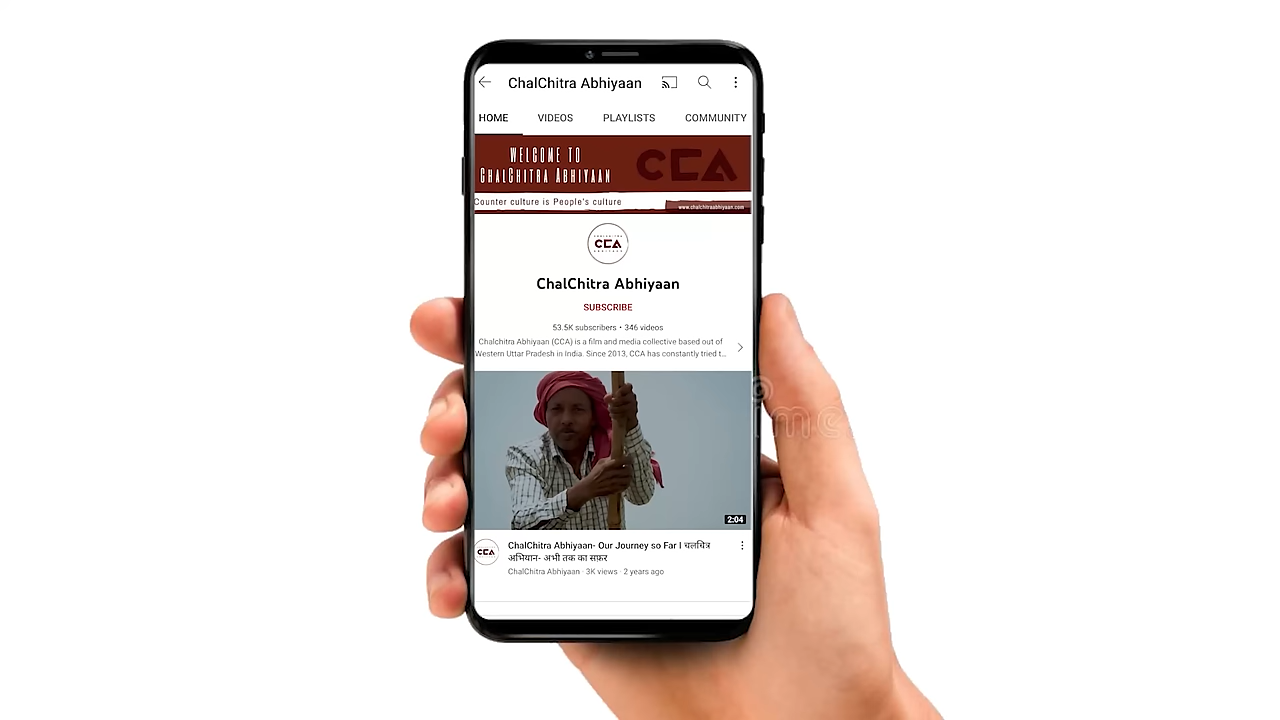 ChalChitra Abhiyaan
HOME VIDEOS PLAYLISTS COMMUNITY
WELCOME TO
CHALCHITRA ABHIYAAN
CCA
Counter culture is People's culture
www.chalchitraabhiyaan.com
CCA
ChalChitra Abhiyaan
SUBSCRIBE
53.5K subscribers • 346 videos
Chalchitra Abhiyaan (CCA) is a film and media collective based out of
Western Uttar Pradesh in India. Since 2013, CCA has constantly tried t...
2:04
CCA
ChalChitra Abhiyaan- Our Journey so Far I चलचित्र
अभियान- अभी तक का सफ़र
ChalChitra Abhiyaan · 3K views · 2 years ago